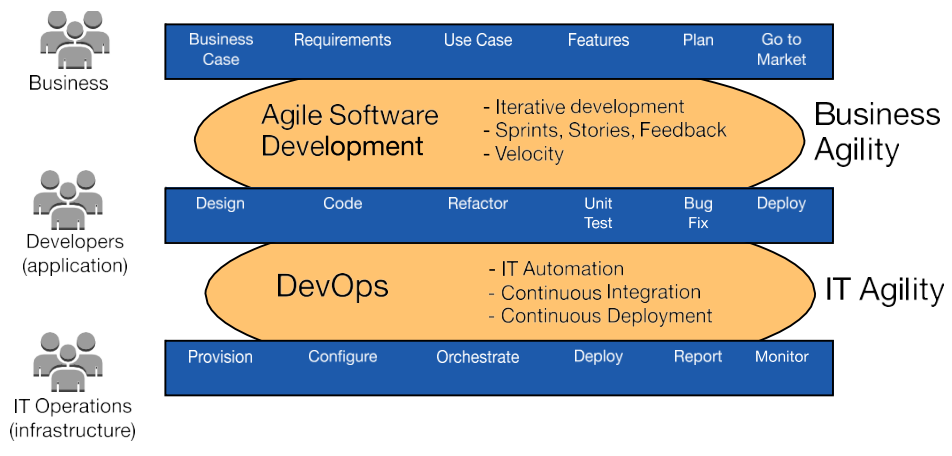 Business
Business Case
Requirements
Use Case
Features
Plan
Go to Market
Agile Software
Development
- Iterative development
- Sprints, Stories, Feedback
- Velocity
Business
Agility
Developers
(application)
Design
Code
Refactor
Unit Test
Bug Fix
Deploy
DevOps
- IT Automation
- Continuous Integration
- Continuous Deployment
IT Agility
IT Operations
(infrastructure)
Provision
Configure
Orchestrate
Deploy
Report
Monitor